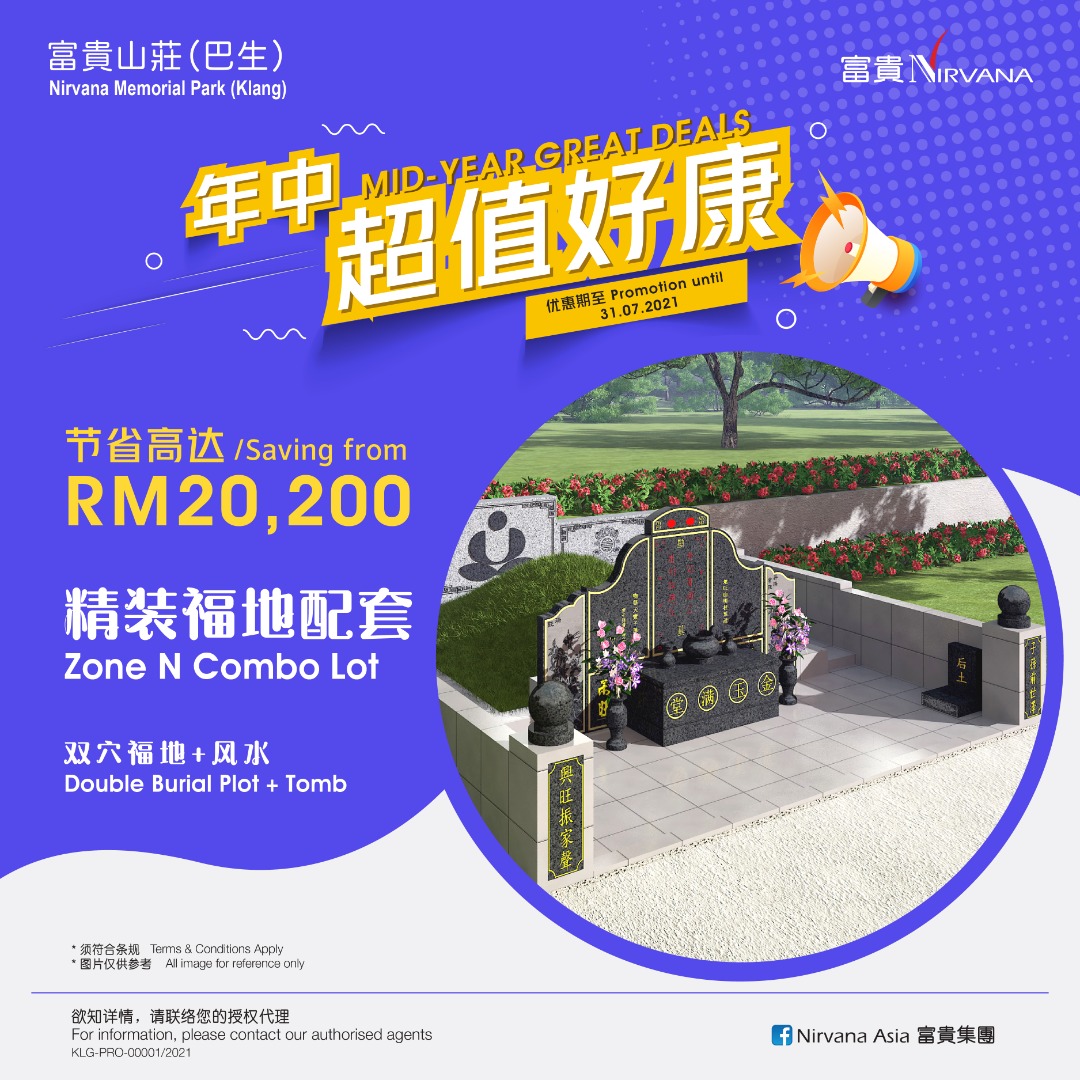 富貴山莊（巴生）
Nirvana Memorial Park (Klang)
富貴 NIRVANA
年中
MID-YEAR GREAT DEALS
超值好康
优惠期至 Promotion until
31.07.2021
节省高达 /Saving from
RM20,200
精装福地配套
Zone N Combo Lot
双穴福地+风水
Double Burial Plot + Tomb
堂 满 玉 金
后土
興旺振家聲
* 须符合条规 Terms & Conditions Apply
* 图片仅供参考 All image for reference only
欲知详情，请联络您的授权代理
For information, please contact our authorised agents
KLG-PRO-00001/2021
Nirvana Asia 富貴集團